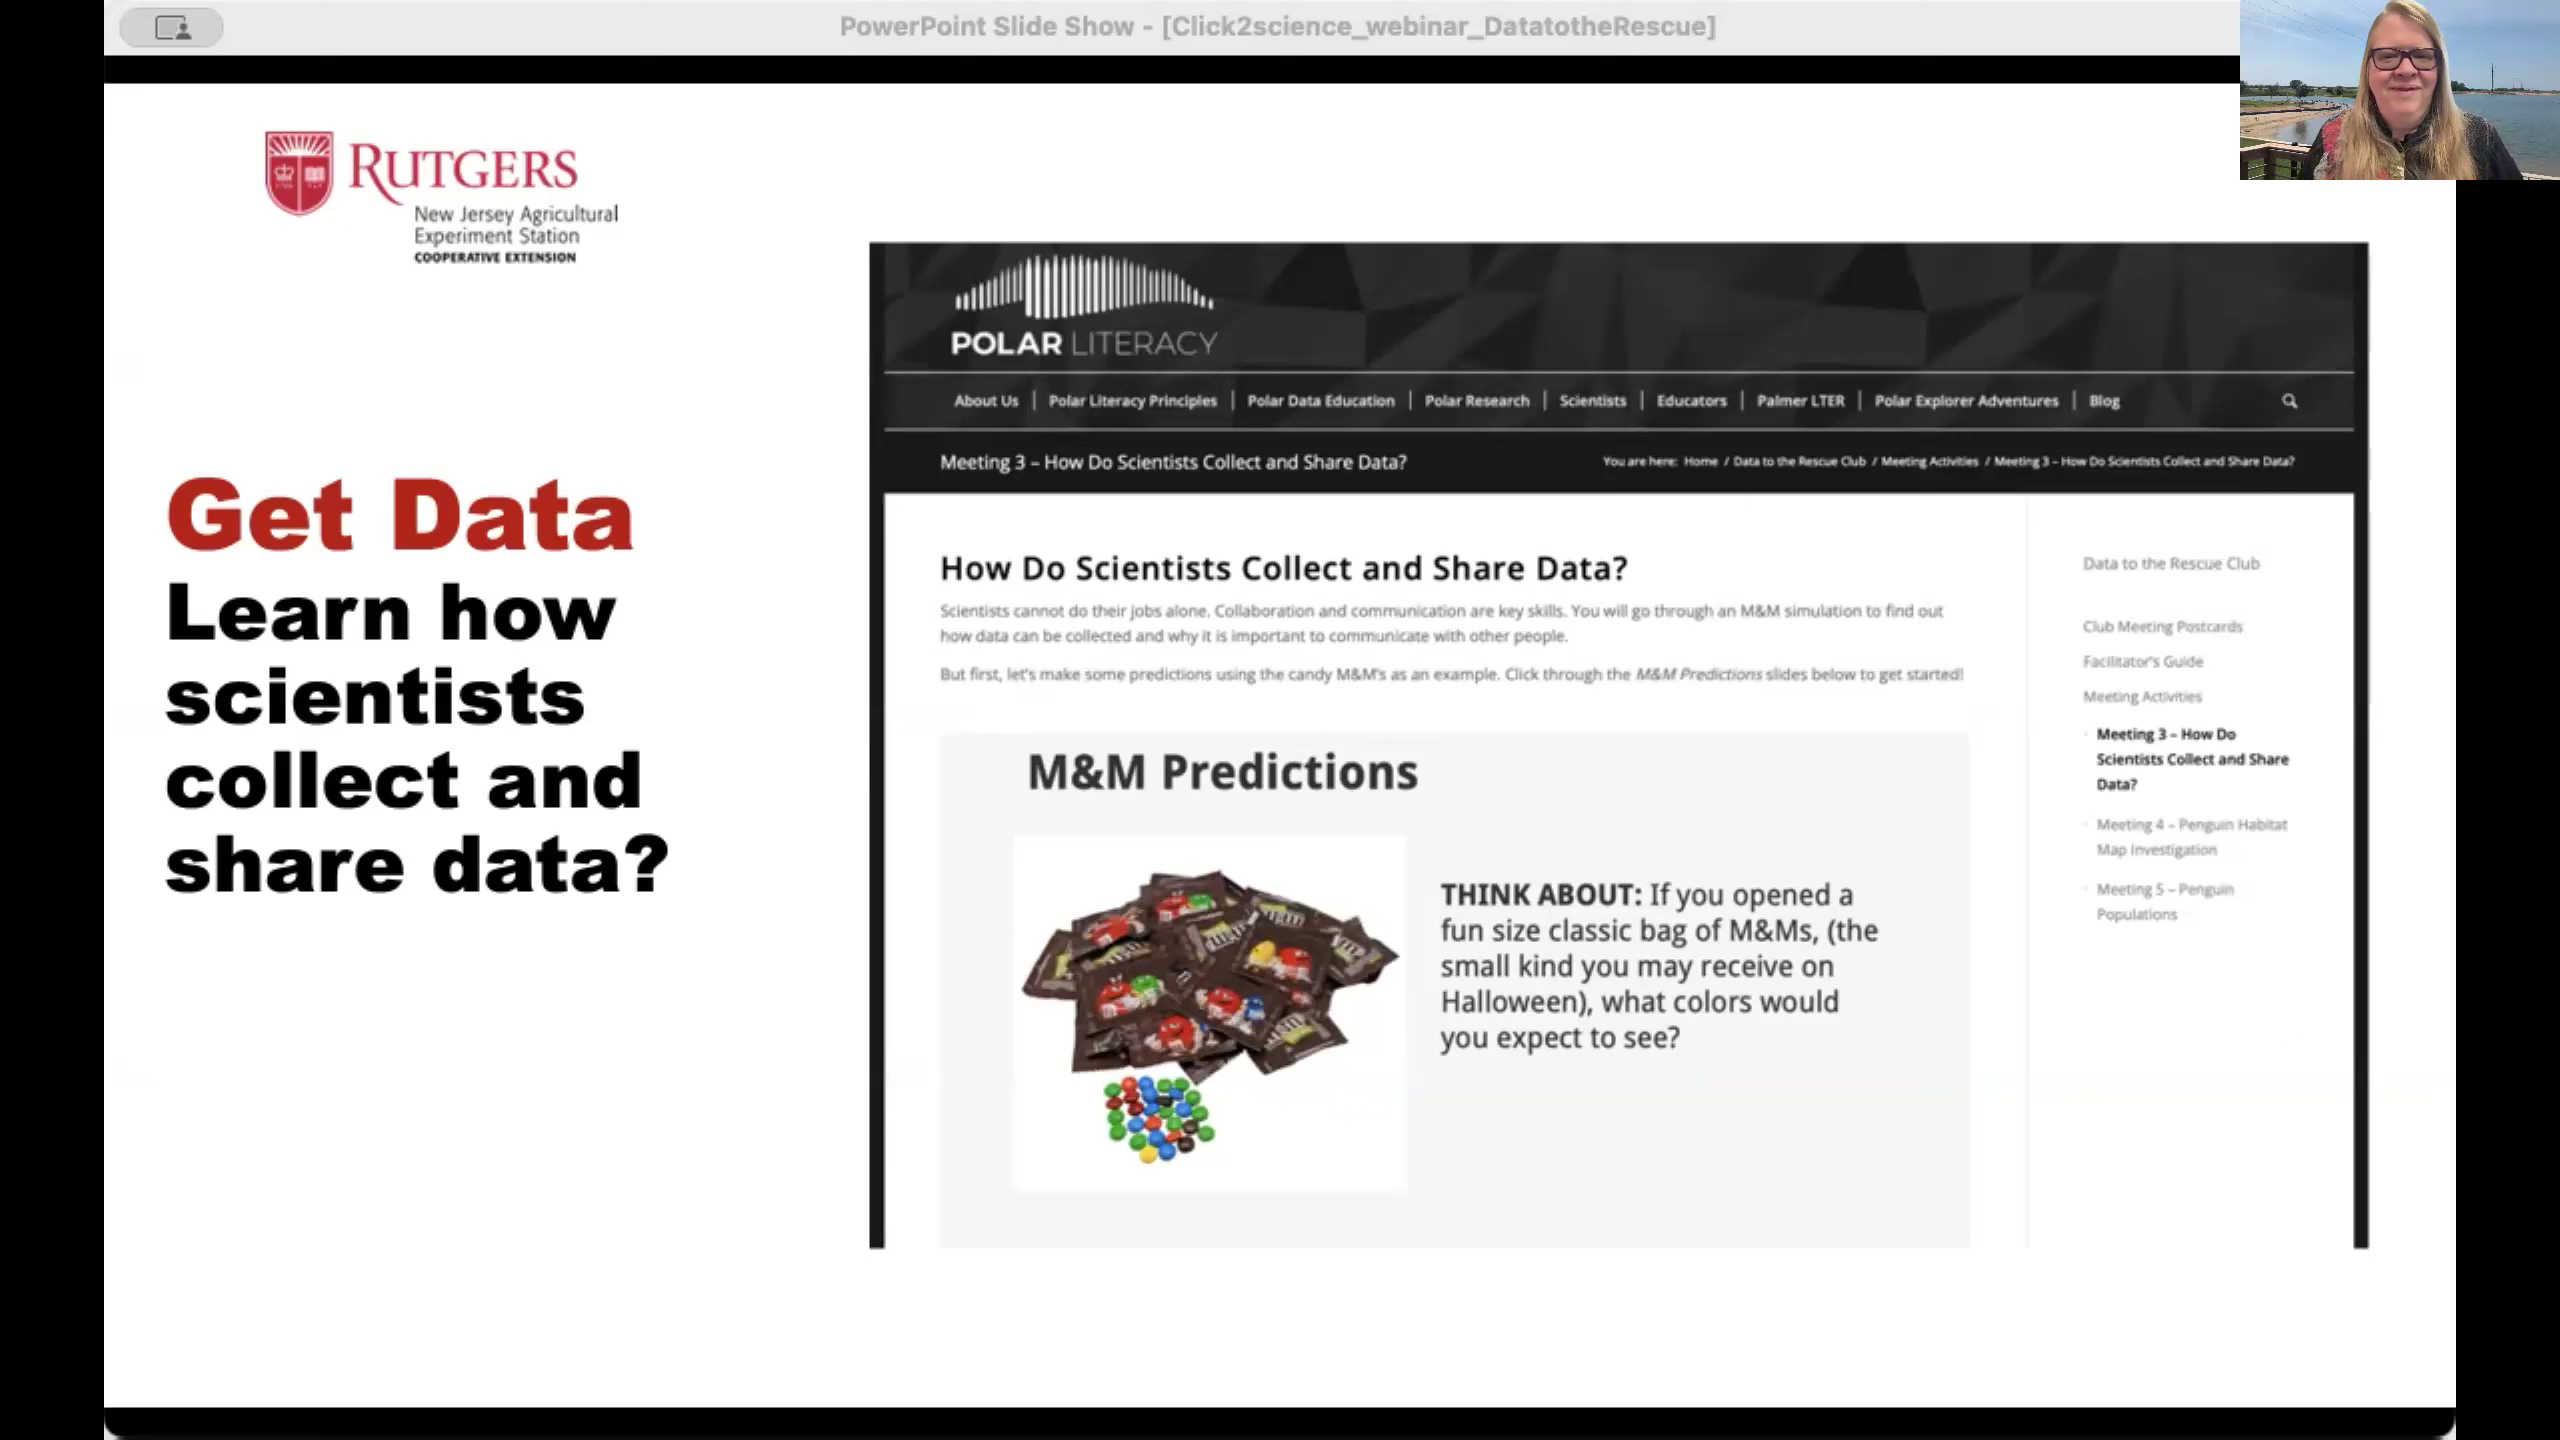 PowerPoint Slide Show - [Click2science_webinar_DatatotheRescue]
RUTGERS
New Jersey Agricultural
Experiment Station
COOPERATIVE EXTENSION
Get Data
Learn how
scientists
collect and
share data?
POLAR LITERACY
About Us | Polar Literacy Principles | Polar Data Education | Polar Research | Scientists | Educators | Palmer LTER | Polar Explorer Adventures | Blog
Meeting 3 – How Do Scientists Collect and Share Data?
You are here: Home / Data to the Rescue Club / Meeting Activities / Meeting 3 – How Do Scientists Collect and Share Data?
How Do Scientists Collect and Share Data?
Scientists cannot do their jobs alone. Collaboration and communication are key skills. You will go through an M&M simulation to find out
how data can be collected and why it is important to communicate with other people.
But first, let's make some predictions using the candy M&M's as an example. Click through the M&M Predictions slides below to get started!
M&M Predictions
THINK ABOUT: If you opened a
fun size classic bag of M&Ms, (the
small kind you may receive on
Halloween), what colors would
you expect to see?
Data to the Rescue Club
Club Meeting Postcards
Facilitator's Guide
Meeting Activities
Meeting 3 – How Do
Scientists Collect and Share
Data?
Meeting 4 – Penguin Habitat
Map Investigation
Meeting 5 – Penguin
Populations